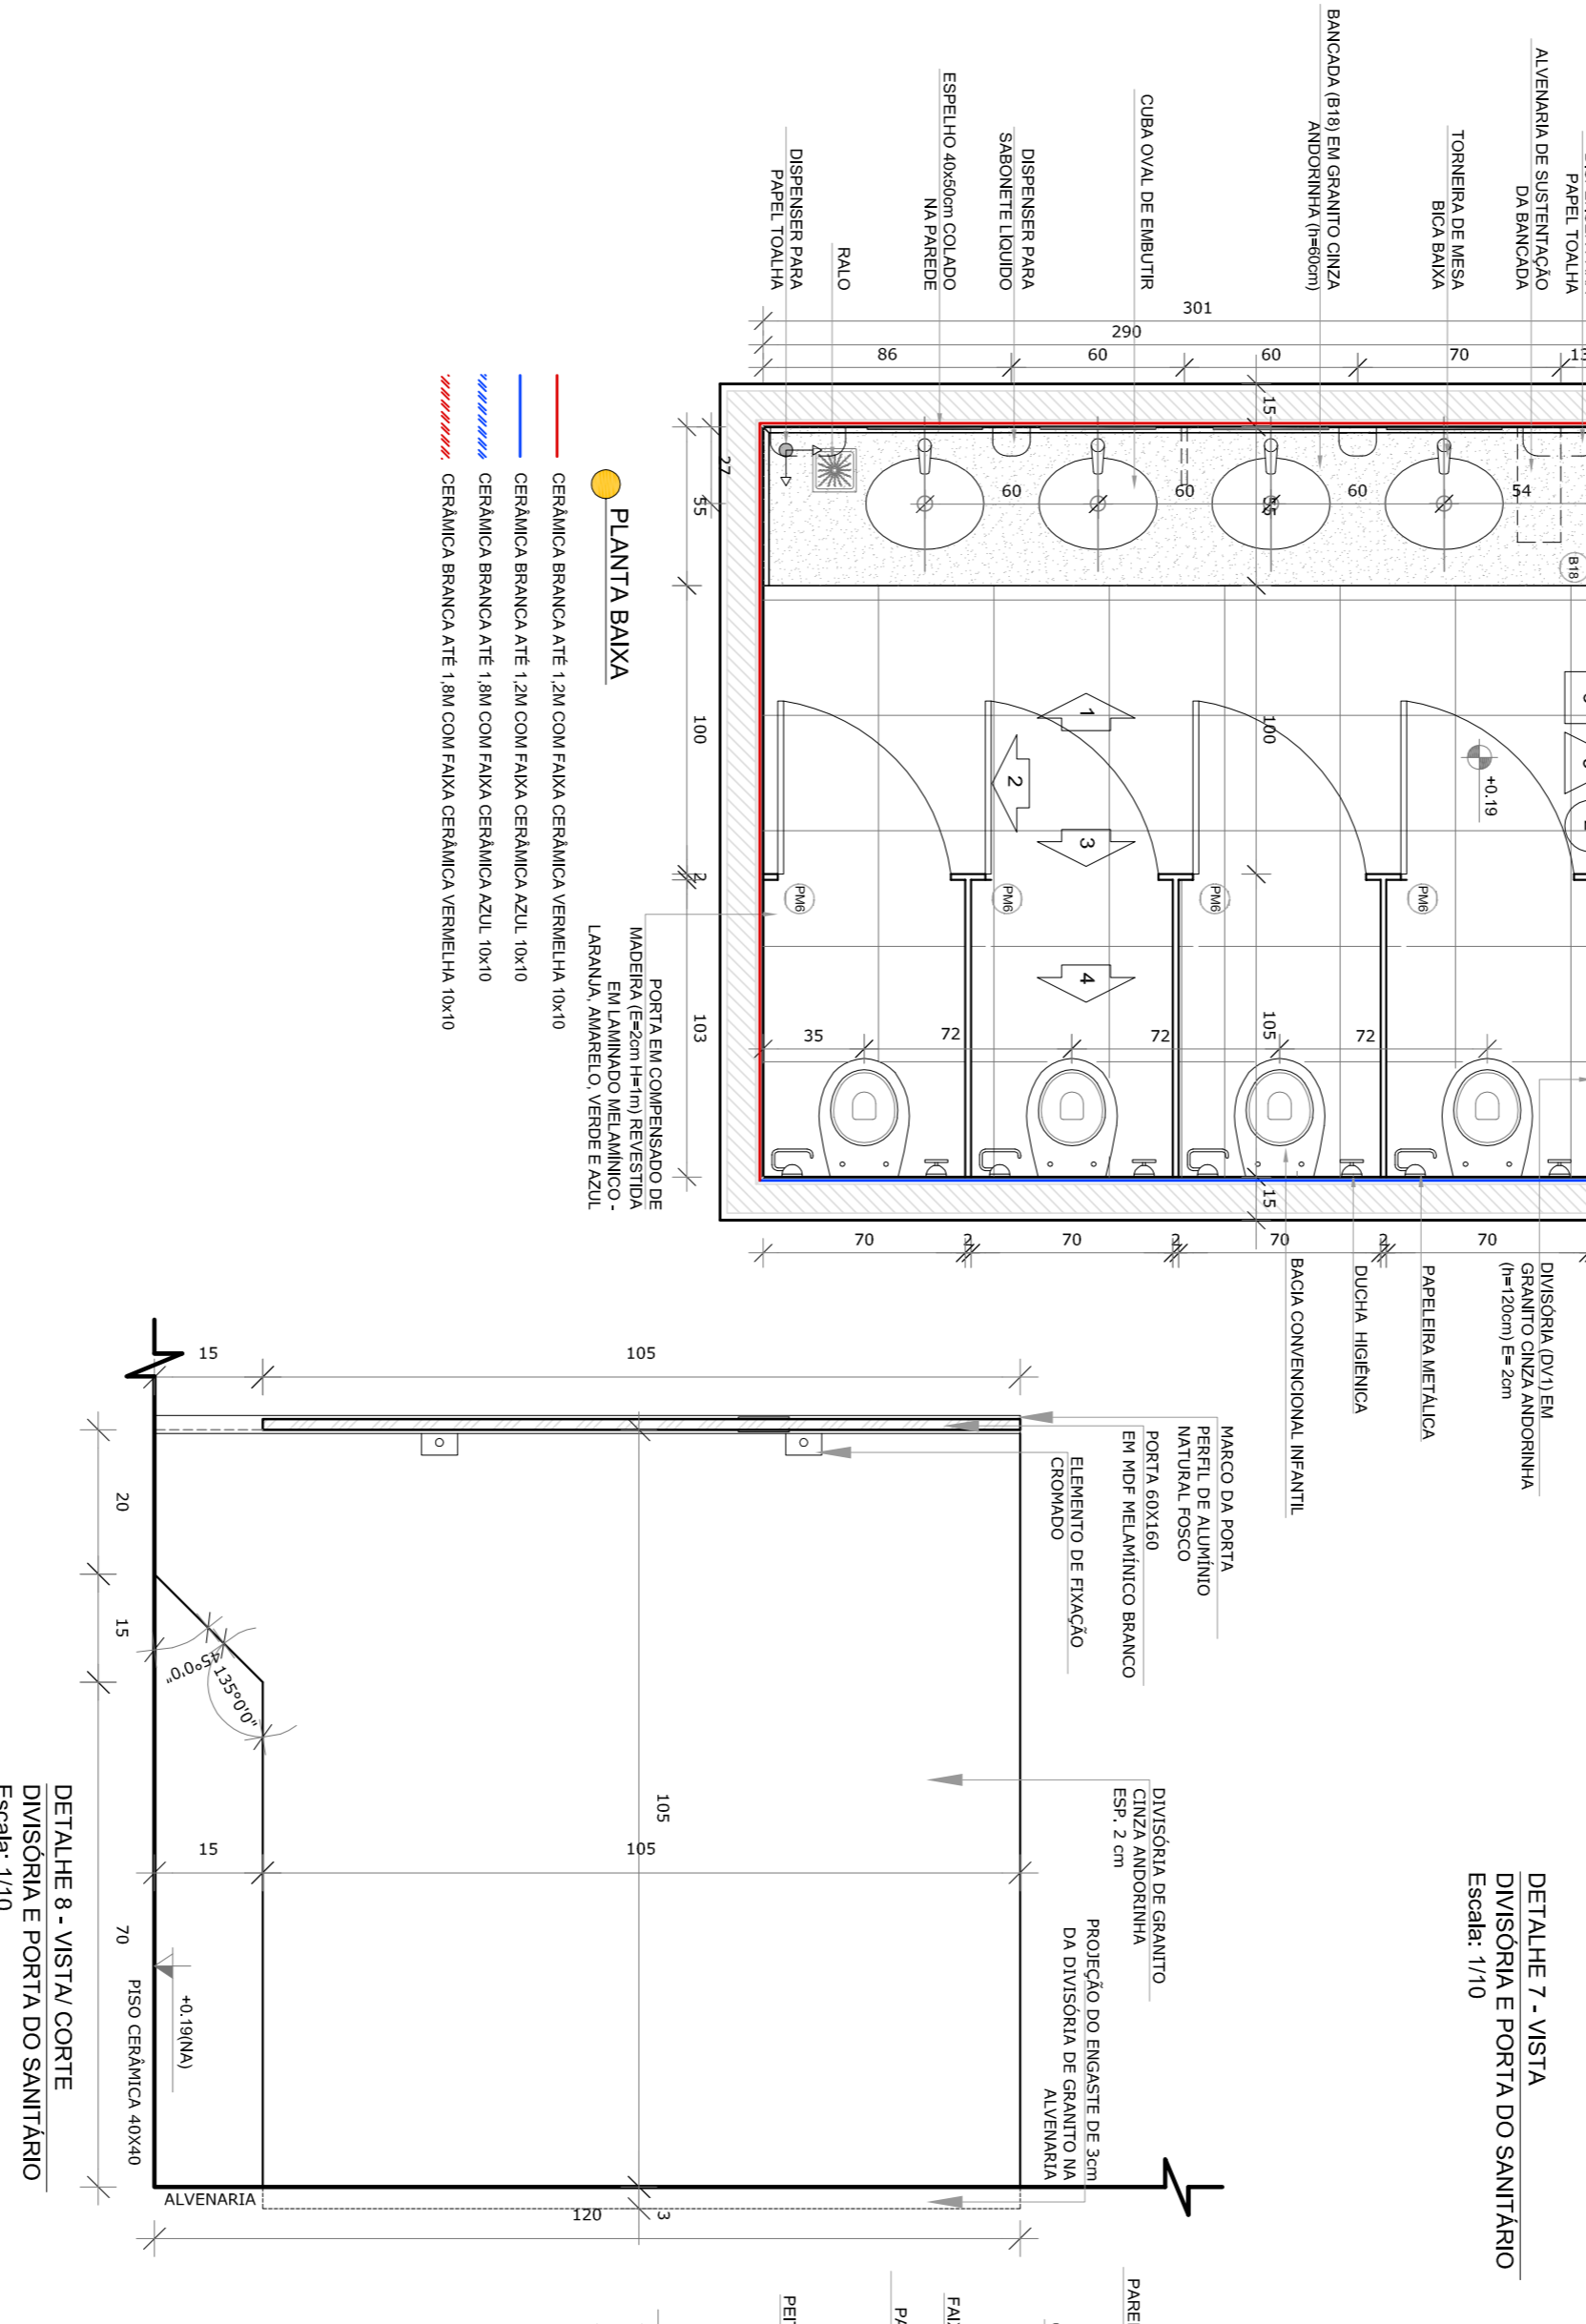 PAPEL TOALHA
ALVENARIA DE SUSTENTAÇÃO
DA BANCADA
TORNEIRA DE MESA
BICA BAIXA
BANCADA (B18) EM GRANITO CINZA
ANDORINHA (h=60cm)
CUBA OVAL DE EMBUTIR
DISPENSER PARA
SABONETE LÍQUIDO
ESPELHO 40x50cm COLADO
NA PAREDE
RALO
DISPENSER PARA
PAPEL TOALHA
301
290
86
60
60
70
13
15
27
55
60
60
55
60
54
B18
100
100
1
2
3
4
+0.19
2
PM6
PM6
PM6
PM6
103
105
35
72
72
72
15
70
2
70
2
70
2
70
PLANTA BAIXA
CERÂMICA BRANCA ATÉ 1,2M COM FAIXA CERÂMICA VERMELHA 10x10
CERÂMICA BRANCA ATÉ 1,2M COM FAIXA CERÂMICA AZUL 10x10
CERÂMICA BRANCA ATÉ 1,8M COM FAIXA CERÂMICA AZUL 10x10
CERÂMICA BRANCA ATÉ 1,8M COM FAIXA CERÂMICA VERMELHA 10x10
PORTA EM COMPENSADO DE
MADEIRA (E=2cm H=1m) REVESTIDA
EM LAMINADO MELAMÍNICO -
LARANJA, AMARELO, VERDE E AZUL
DIVISÓRIA (DV1) EM
GRANITO CINZA ANDORINHA
(h=120cm) E= 2cm
PAPELEIRA METÁLICA
DUCHA HIGIÊNICA
BACIA CONVENCIONAL INFANTIL
MARCO DA PORTA
PERFIL DE ALUMÍNIO
NATURAL FOSCO
PORTA 60X160
EM MDF MELAMÍNICO BRANCO
ELEMENTO DE FIXAÇÃO
CROMADO
15
105
20
15
70
45°0'0"
135°0'0"
105
15
105
DIVISÓRIA DE GRANITO
CINZA ANDORINHA
ESP. 2 cm
PROJEÇÃO DO ENGASTE DE 3cm
DA DIVISÓRIA DE GRANITO NA
ALVENARIA
+0.19(NA)
PISO CERÂMICA 40X40
ALVENARIA
120
3
DETALHE 7 - VISTA
DIVISÓRIA E PORTA DO SANITÁRIO
Escala: 1/10
DETALHE 8 - VISTA/ CORTE
DIVISÓRIA E PORTA DO SANITÁRIO
Escala: 1/10